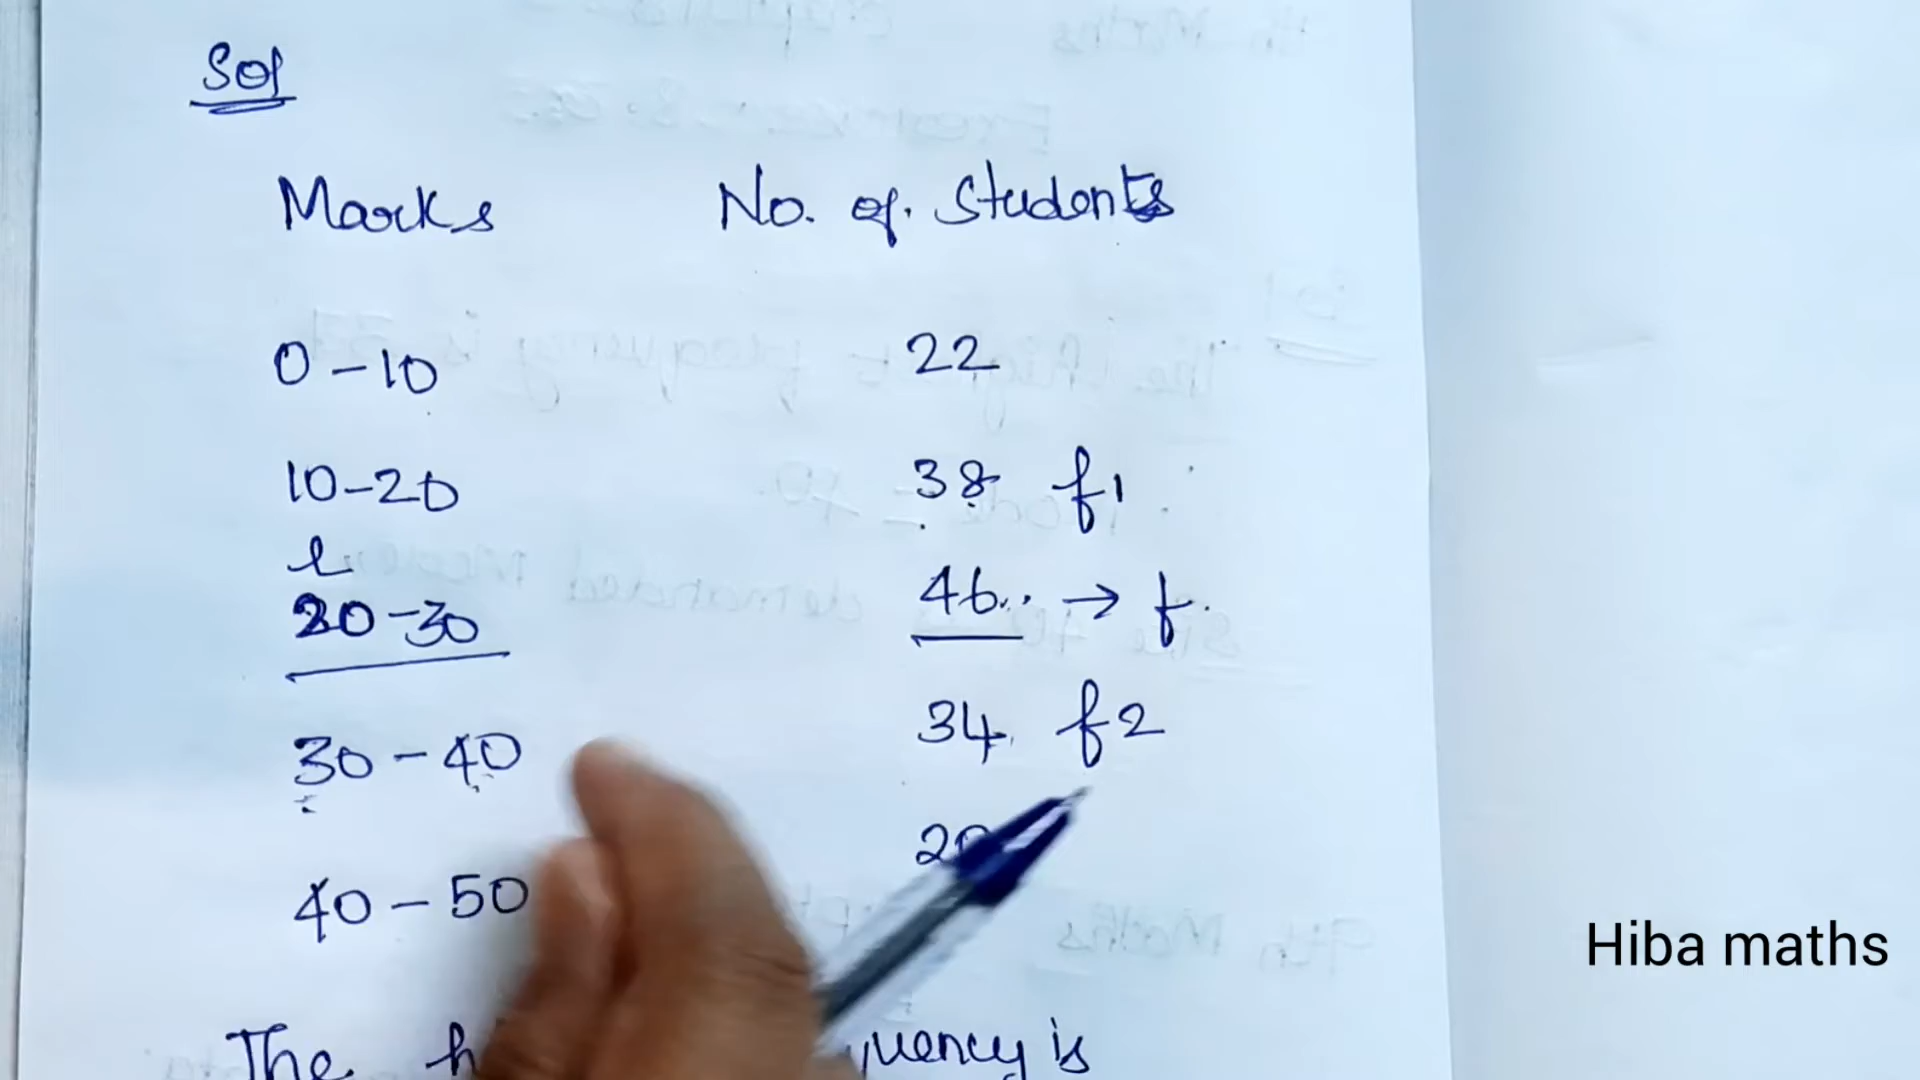 Sol
Marks No. of. Students
0-10 22
10-20 38 f1
l
20-30 46.. → f.
30-40 34 f2
40-50
The is
Hiba maths